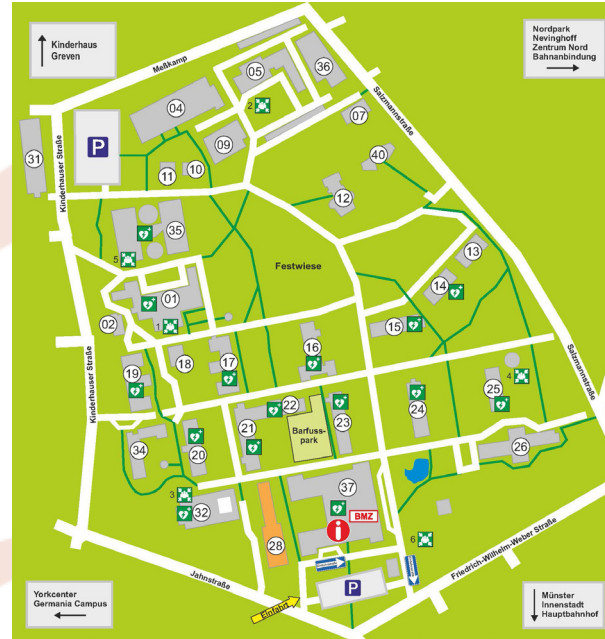 Kinderhaus
Greven
Nordpark
Nevinghoff
Zentrum Nord
Bahnanbindung
Meßkamp
Salzmannstraße
Kinderhauser Straße
05
36
04
2
07
09
31
P
40
11
10
12
35
5
Festwiese
13
14
01
1
02
15
16
18
17
19
Kinderhauser Straße
Salzmannstraße
4
25
22
24
21
23
Barfuss-
park
34
20
26
37
3
32
BMZ
i
28
6
Jahnstraße
Friedrich-Wilhelm-Weber Straße
P
Einfahrt
Yorkcenter
Germania Campus
Münster
Innenstadt
Hauptbahnhof